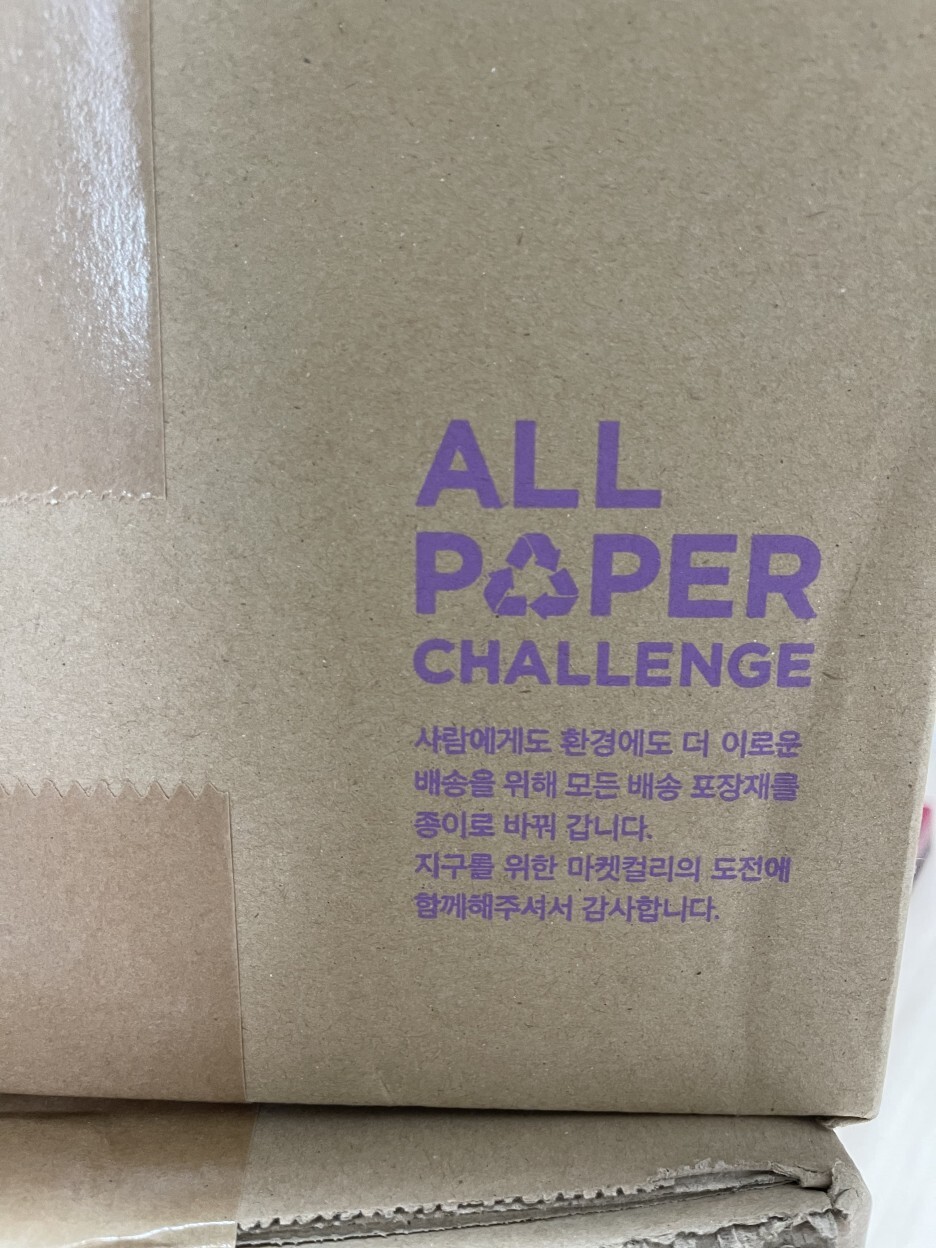 ALL
PAPER
CHALLENGE
사람에게도 환경에도 더 이로운
배송을 위해 모든 배송 포장재를
종이로 바꿔 갑니다.
지구를 위한 마켓컬리의 도전에
함께해주셔서 감사합니다.